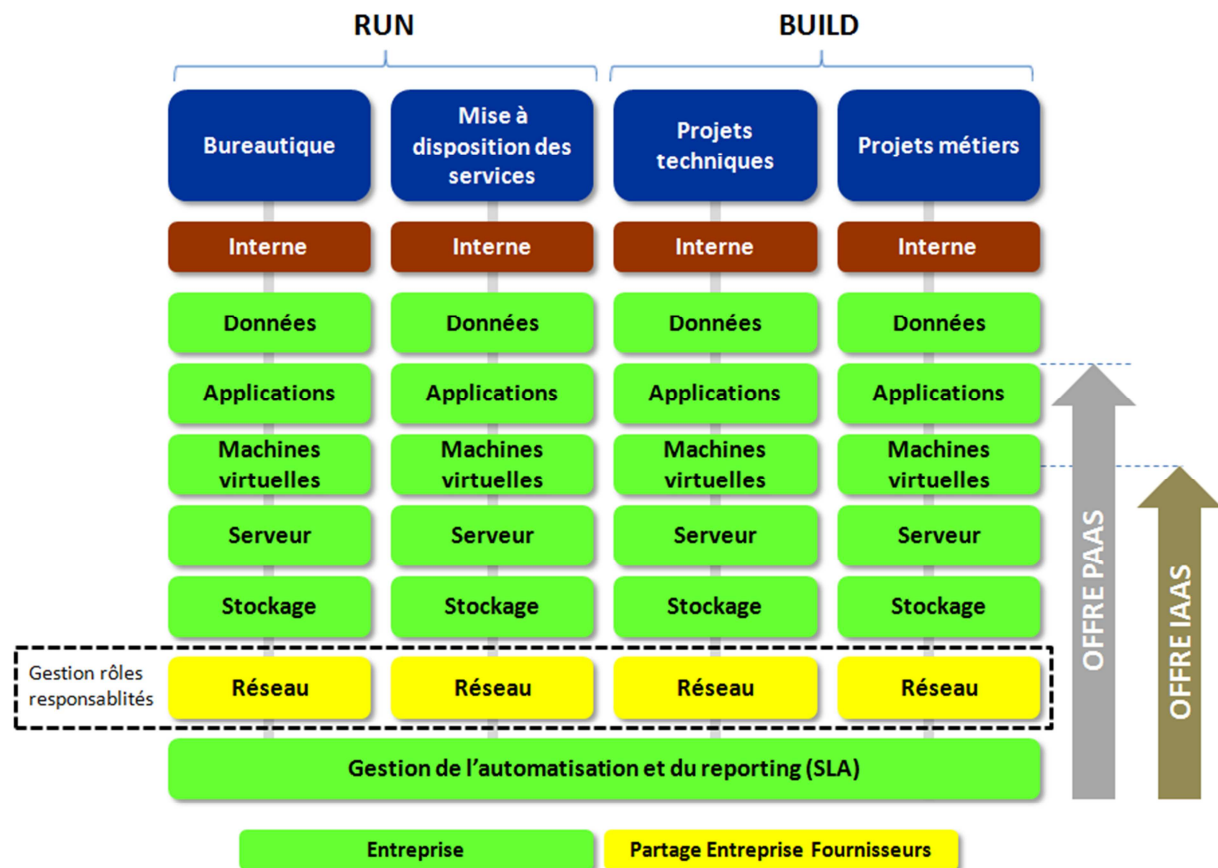 RUN
BUILD
Bureautique
Mise à
disposition des
services
Projets
techniques
Projets métiers
Interne
Interne
Interne
Interne
Données
Données
Données
Données
Applications
Applications
Applications
Applications
Machines
virtuelles
Machines
virtuelles
Machines
virtuelles
Machines
virtuelles
Serveur
Serveur
Serveur
Serveur
Stockage
Stockage
Stockage
Stockage
Gestion rôles
responsablités
Réseau
Réseau
Réseau
Réseau
Gestion de l'automatisation et du reporting (SLA)
OFFRE PAAS
OFFRE IAAS
Entreprise
Partage Entreprise Fournisseurs